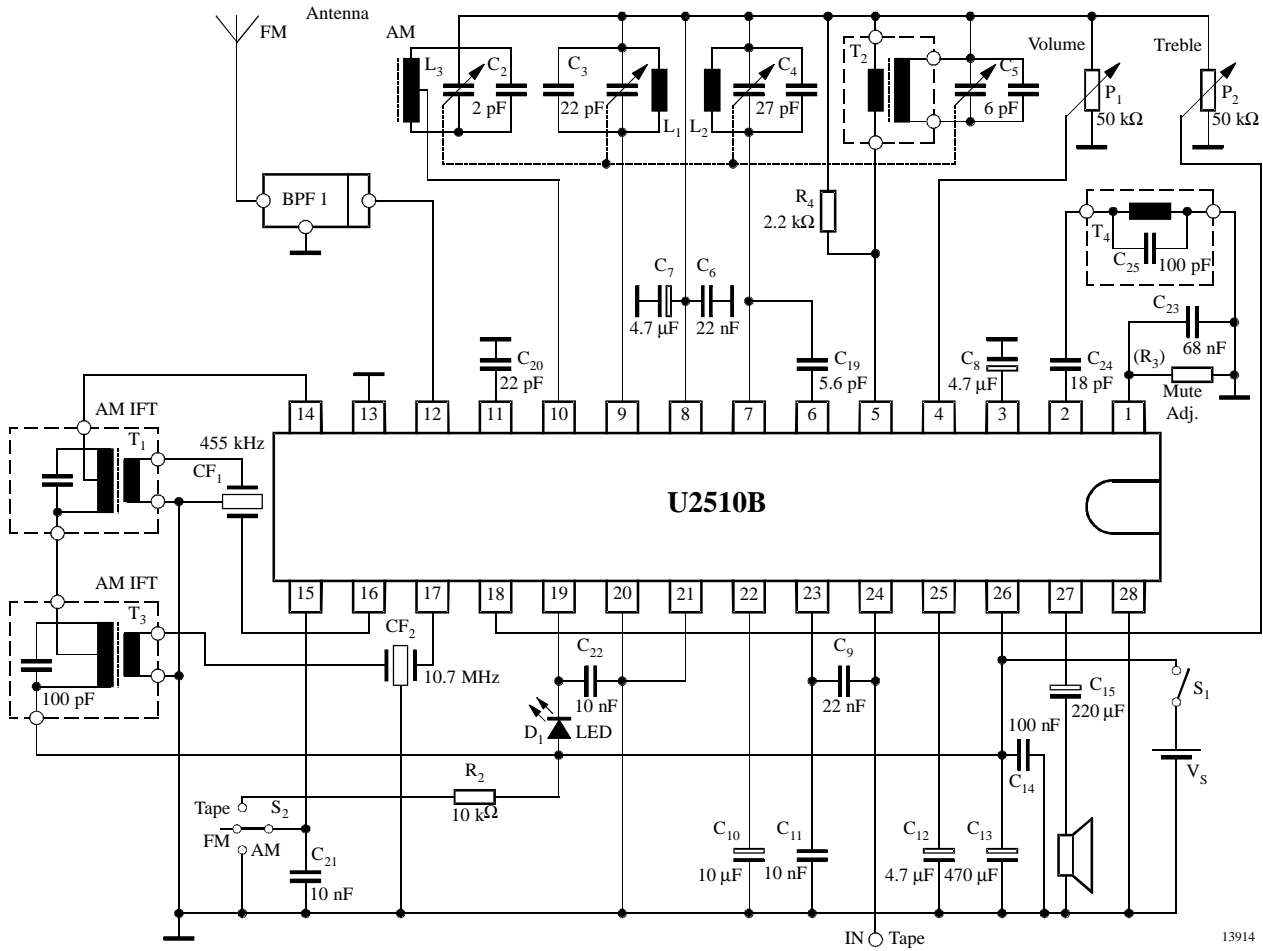 Antenna
FM
AM
L3
C2
2 pF
C3
22 pF
L1
L2
C4
27 pF
T2
C5
6 pF
Volume
P1
50 kΩ
Treble
P2
50 kΩ
BPF 1
R4
2.2 kΩ
T4
C25
100 pF
C7
4.7 µF
C6
22 nF
C23
68 nF
C20
22 pF
C19
5.6 pF
C8
4.7 µF
C24
18 pF
(R3)
Mute
Adj.
14 13 12 11 10 9 8 7 6 5 4 3 2 1
AM IFT
T1
455 kHz
CF1
U2510B
AM IFT
T3
100 pF
15 16 17 18 19 20 21 22 23 24 25 26 27 28
CF2
10.7 MHz
C22
10 nF
D1
LED
C9
22 nF
C15
220 µF
S1
100 nF
C14
VS
R2
10 kΩ
Tape
S2
FM
AM
C21
10 nF
C10
10 µF
C11
10 nF
C12
4.7 µF
C13
470 µF
IN
Tape
13914